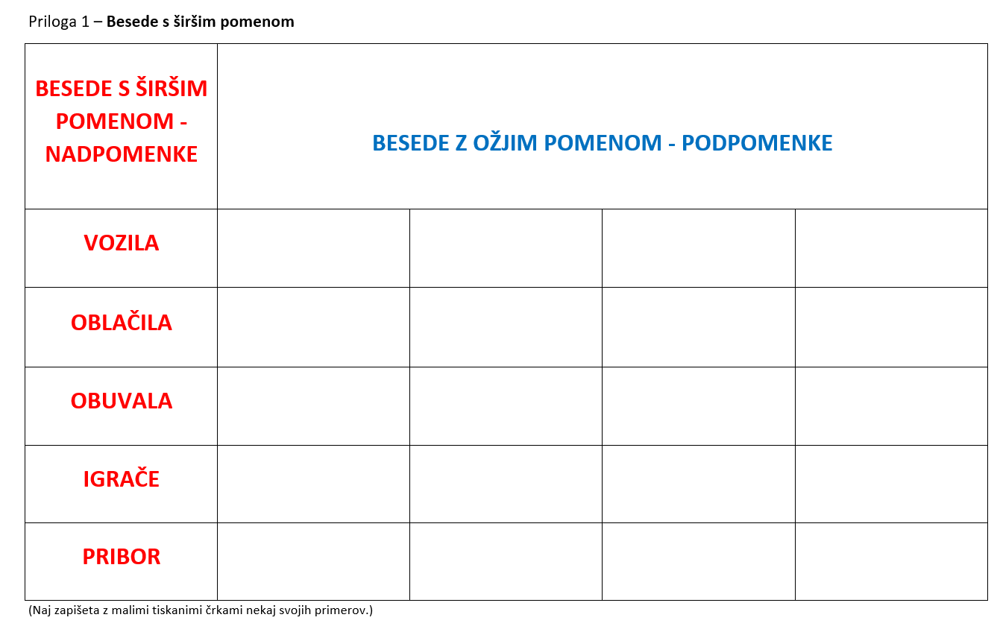 Priloga 1 – Besede s širšim pomenom
BESEDE S ŠIRŠIM
POMENOM -
NADPOMENKE
BESEDE Z OŽJIM POMENOM - PODPOMENKE
VOZILA
OBLAČILA
OBUVALA
IGRAČE
PRIBOR
(Naj zapišeta z malimi tiskanimi črkami nekaj svojih primerov.)